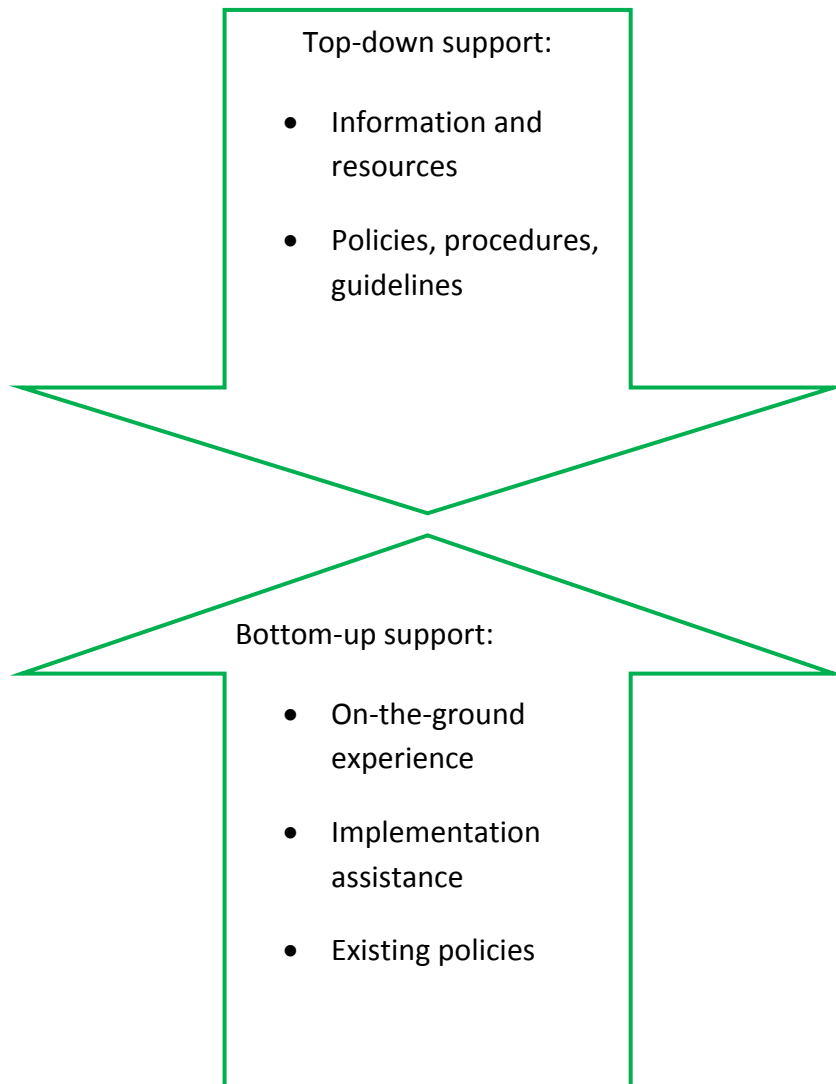 Top-down support:
• Information and
resources
• Policies, procedures,
guidelines
Bottom-up support:
• On-the-ground
experience
• Implementation
assistance
• Existing policies